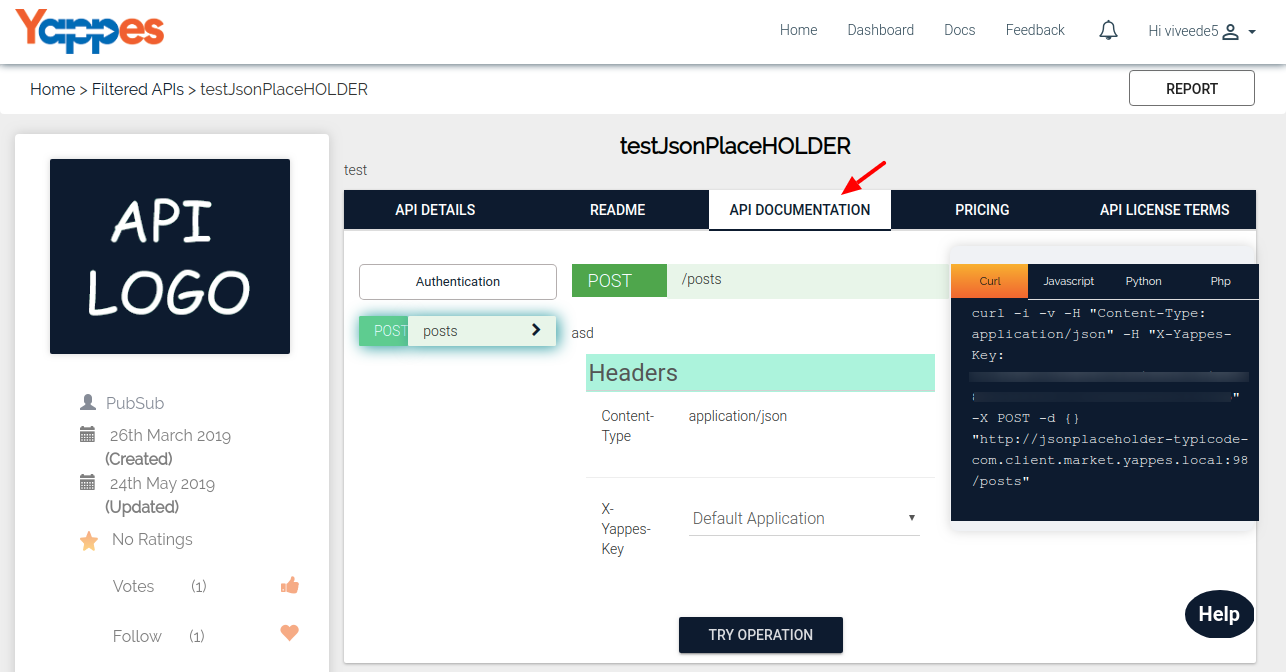 Yappes
Home Dashboard Docs Feedback Hi viveede5
Home > Filtered APIs > testJsonPlaceHOLDER
REPORT
API
LOGO
PubSub
26th March 2019
(Created)
24th May 2019
(Updated)
No Ratings
Votes (1)
Follow (1)
testJsonPlaceHOLDER
test
API DETAILS README API DOCUMENTATION PRICING API LICENSE TERMS
Authentication
POST posts
POST /posts
asd
Headers
Content-
Type
application/json
X-
Yappes-
Key
Default Application
TRY OPERATION
Curl Javascript Python Php
curl -i -v -H "Content-Type:
application/json" -H "X-Yappes-
Key:
"
-X POST -d {}
"http://jsonplaceholder-typicode-
com.client.market.yappes.local:98
/posts"
Help